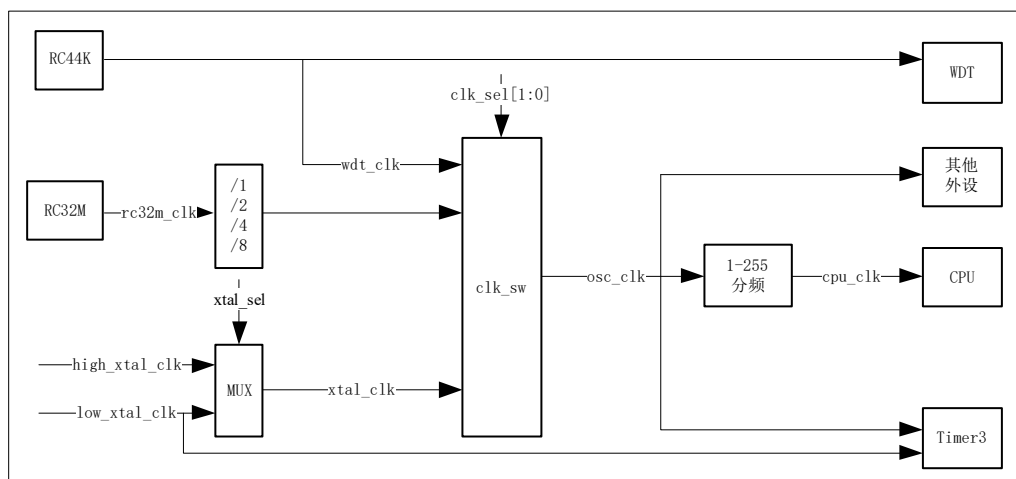 RC44K
WDT
clk_sel[1:0]
wdt_clk
其他
外设
RC32M
rc32m_clk
/1
/2
/4
/8
clk_sw
osc_clk
1-255
分频
cpu_clk
CPU
xtal_sel
high_xtal_clk
MUX
xtal_clk
low_xtal_clk
Timer3